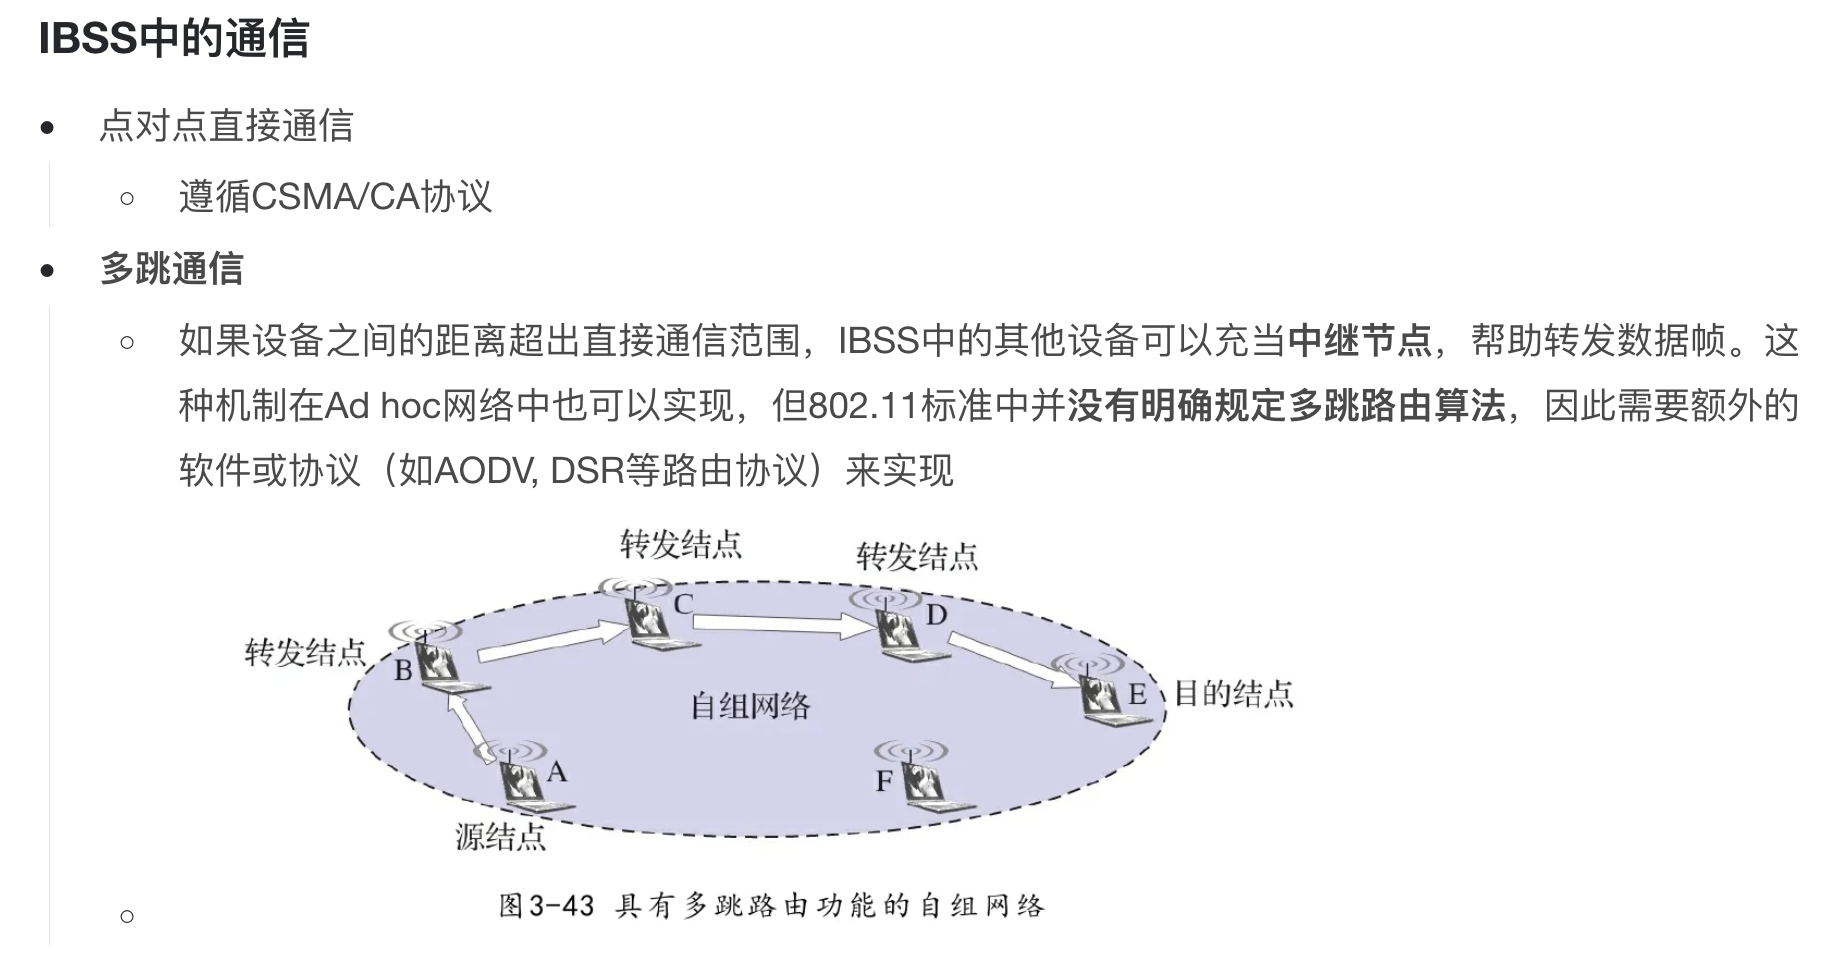 IBSS中的通信
点对点直接通信
遵循CSMA/CA协议
多跳通信
如果设备之间的距离超出直接通信范围，IBSS中的其他设备可以充当中继节点，帮助转发数据帧。这
种机制在Ad hoc网络中也可以实现，但802.11标准中并没有明确规定多跳路由算法，因此需要额外的
软件或协议（如AODV, DSR等路由协议）来实现
转发结点
转发结点
C
D
转发结点
B
自组网络
E
目的结点
A
F
源结点
图3-43 具有多跳路由功能的自组网络